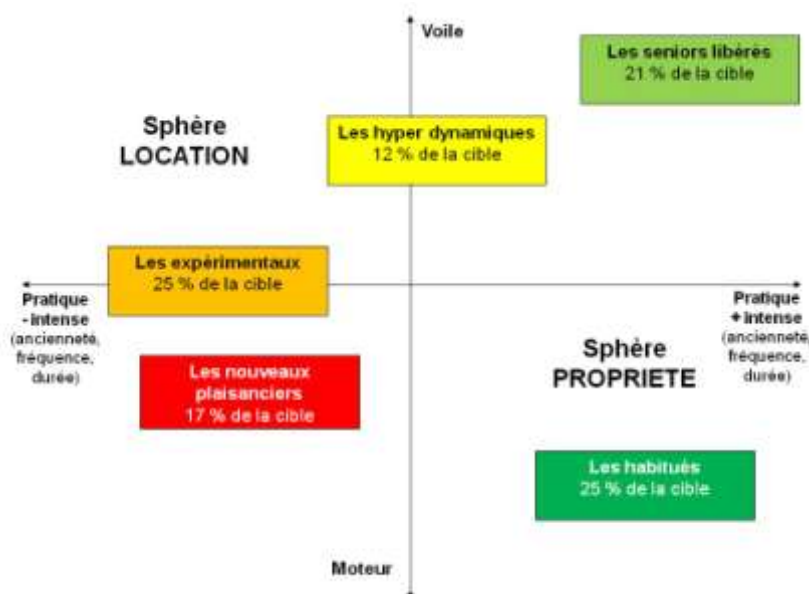 Voile
Les seniors libérés
21 % de la cible
Sphère
LOCATION
Les hyper dynamiques
12 % de la cible
Les expérimentaux
25 % de la cible
Pratique
- intense
(ancienneté,
fréquence,
durée)
Pratique
+ intense
(ancienneté,
fréquence,
durée)
Sphère
PROPRIETE
Les nouveaux
plaisanciers
17 % de la cible
Les habitués
25 % de la cible
Moteur